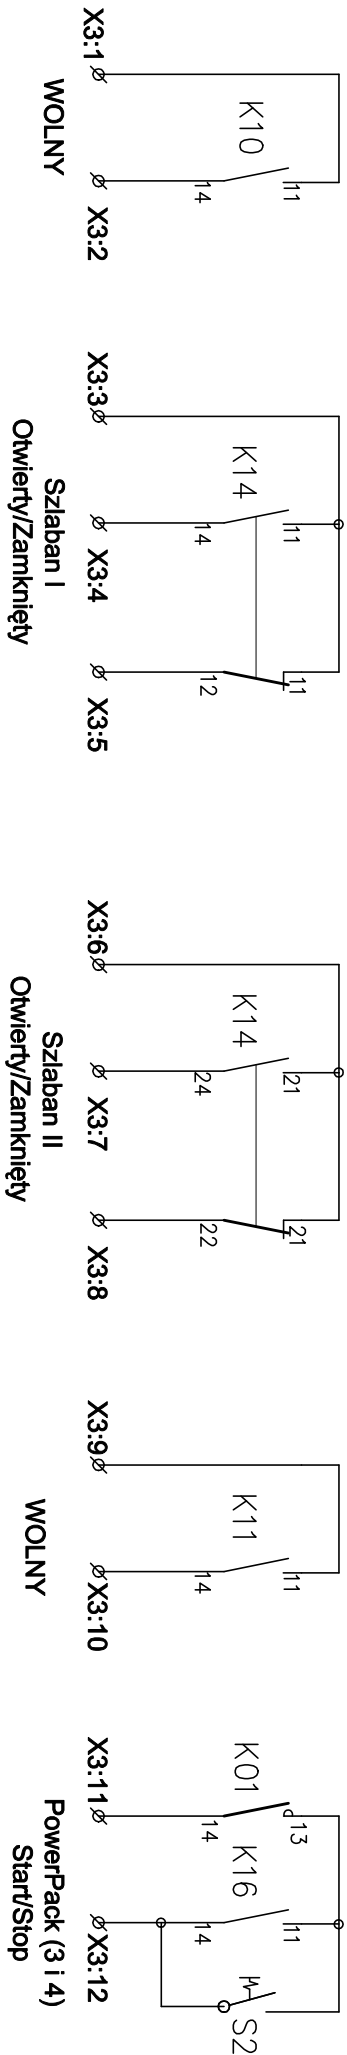 K10
11
14
X3:1
X3:2
WOLNY
K14
11
11
14
12
X3:3
X3:4
X3:5
Szlaban I
Otwierty/Zamknięty
K14
21
21
24
22
X3:6
X3:7
X3:8
Szlaban II
Otwierty/Zamknięty
K11
11
14
X3:9
X3:10
WOLNY
K01
13
14
K16
11
14
S2
X3:11
X3:12
PowerPack (3 i 4)
Start/Stop